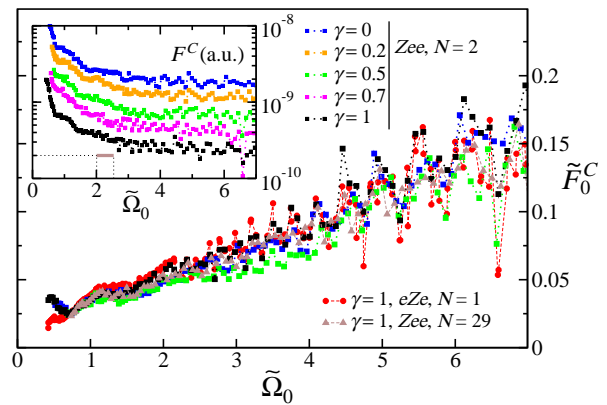 F^C (a.u.)
10^-8
10^-9
10^-10
0 2 4 6
Ω̃_0
γ = 0
γ = 0.2
γ = 0.5
γ = 0.7
γ = 1
Zee, N = 2
0.2
0.15
0.1
0.05
0
F̃_0^C
γ = 1, eZe, N = 1
γ = 1, Zee, N = 29
0 1 2 3 4 5 6
Ω̃_0